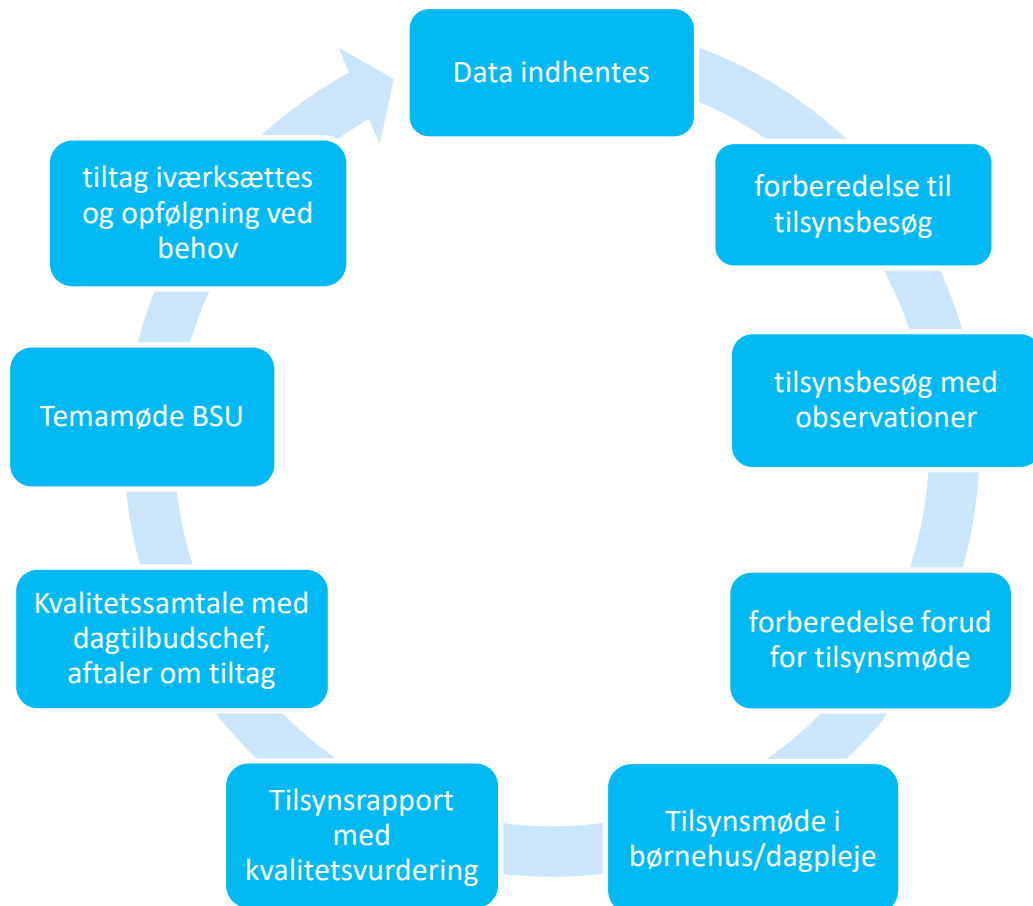 Data indhentes
forberedelse til
tilsynsbesøg
tilsynsbesøg med
observationer
forberedelse forud
for tilsynsmøde
Tilsynsmøde i
børnehus/dagpleje
Tilsynsrapport
med
kvalitetsvurdering
Kvalitetssamtale med
dagtilbudschef,
aftaler om tiltag
Temamøde BSU
tiltag iværksættes
og opfølgning ved
behov